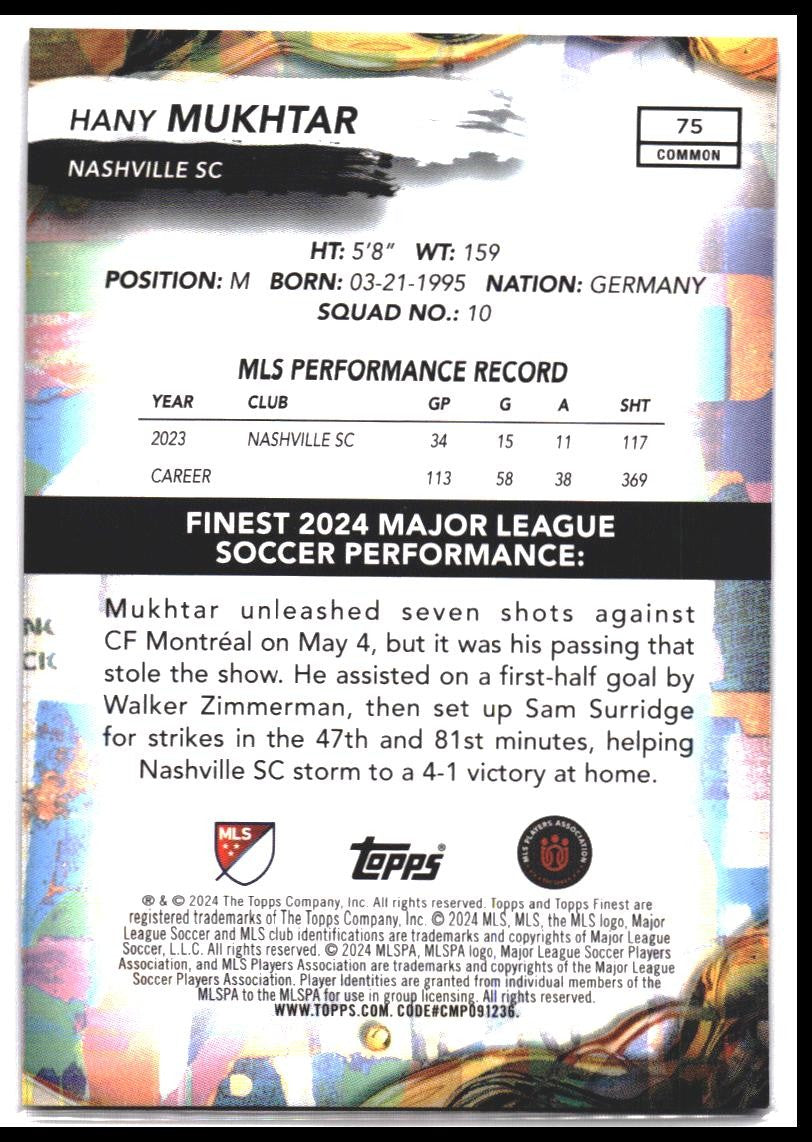 HANY MUKHTAR
75
COMMON
NASHVILLE SC
HT: 5'8" WT: 159
POSITION: M BORN: 03-21-1995 NATION: GERMANY
SQUAD NO.: 10
MLS PERFORMANCE RECORD
YEAR CLUB GP G A SHT
2023 NASHVILLE SC 34 15 11 117
CAREER 113 58 38 369
FINEST 2024 MAJOR LEAGUE
SOCCER PERFORMANCE:
Mukhtar unleashed seven shots against
CF Montréal on May 4, but it was his passing that
stole the show. He assisted on a first-half goal by
Walker Zimmerman, then set up Sam Surridge
for strikes in the 47th and 81st minutes, helping
Nashville SC storm to a 4-1 victory at home.
MLS
topps®
MLS PLAYERS ASSOCIATION
® & © 2024 The Topps Company, Inc. All rights reserved. Topps and Topps Finest are
registered trademarks of The Topps Company, Inc. © 2024 MLS, MLS, the MLS logo, Major
League Soccer and MLS club identifications are trademarks and copyrights of Major League
Soccer, L.L.C. All rights reserved. © 2024 MLSPA, MLSPA logo, Major League Soccer Players
Association, and MLS Players Association are trademarks and copyrights of the Major League
Soccer Players Association. Player Identities are granted from individual members of the
MLSPA to the MLSPA for use in group licensing. All rights reserved.
WWW.TOPPS.COM. CODE#CMP091236.